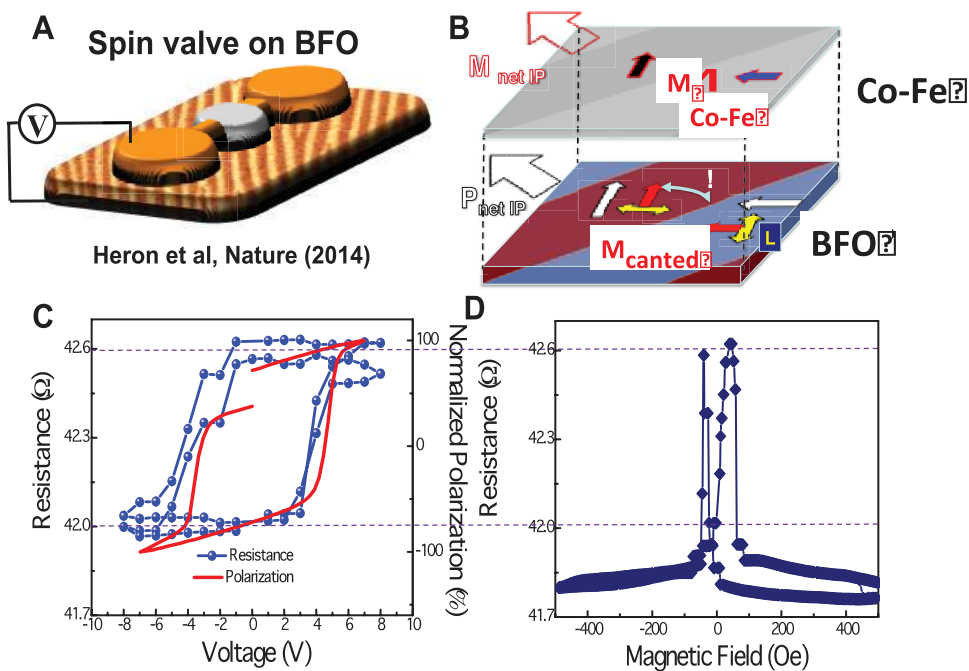 A
Spin valve on BFO
V
Heron et al, Nature (2014)
B
M net IP
M⍰
Co-Fe⍰
Co-Fe⍰
P net IP
!
L
M canted⍰
BFO⍰
C
Resistance (Ω)
42.6
42.3
42.0
41.7
-10 -8 -6 -4 -2 0 2 4 6 8 10
Voltage (V)
Resistance
Polarization
100
0
-100
Normalized Polarization (%)
D
Resistance (Ω)
42.6
42.3
42.0
41.7
-400 -200 0 200 400
Magnetic Field (Oe)